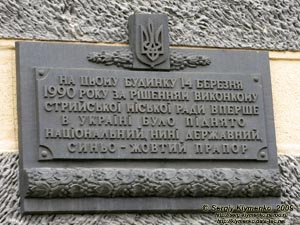 НА ЦЬОМУ БУДИНКУ 14 БЕРЕЗНЯ
1990 РОКУ ЗА РІШЕННЯМ ВИКОНКОМУ
СТРИЙСЬКОЇ МІСЬКОЇ РАДИ ВПЕРШЕ
В УКРАЇНІ БУЛО ПІДНЯТО
НАЦІОНАЛЬНИЙ, НИНІ ДЕРЖАВНИЙ,
СИНЬО-ЖОВТИЙ ПРАПОР
© Sergiy Klymenko, 2009